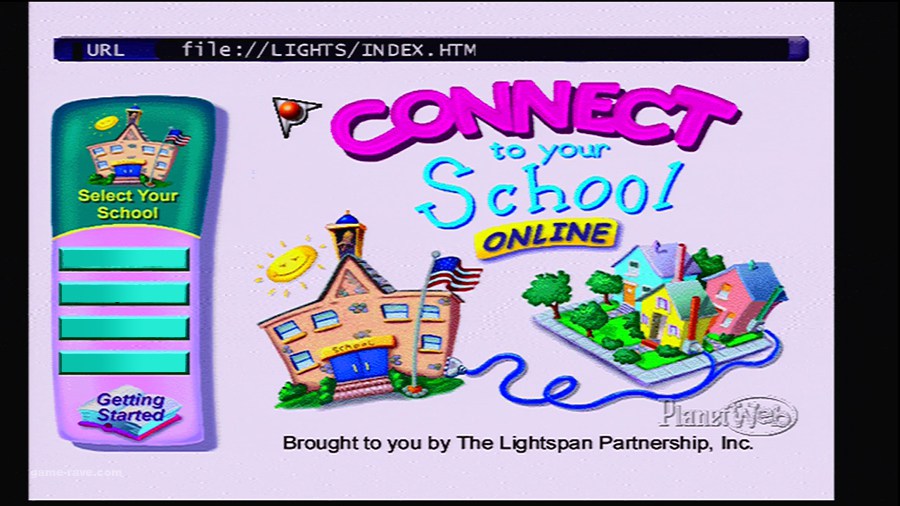 URL file://LIGHTS/INDEX.HTM
CONNECT
to your
School
ONLINE
Select Your
School
school
Getting
Started
PlanetWeb
Brought to you by The Lightspan Partnership, Inc.
game-rave.com